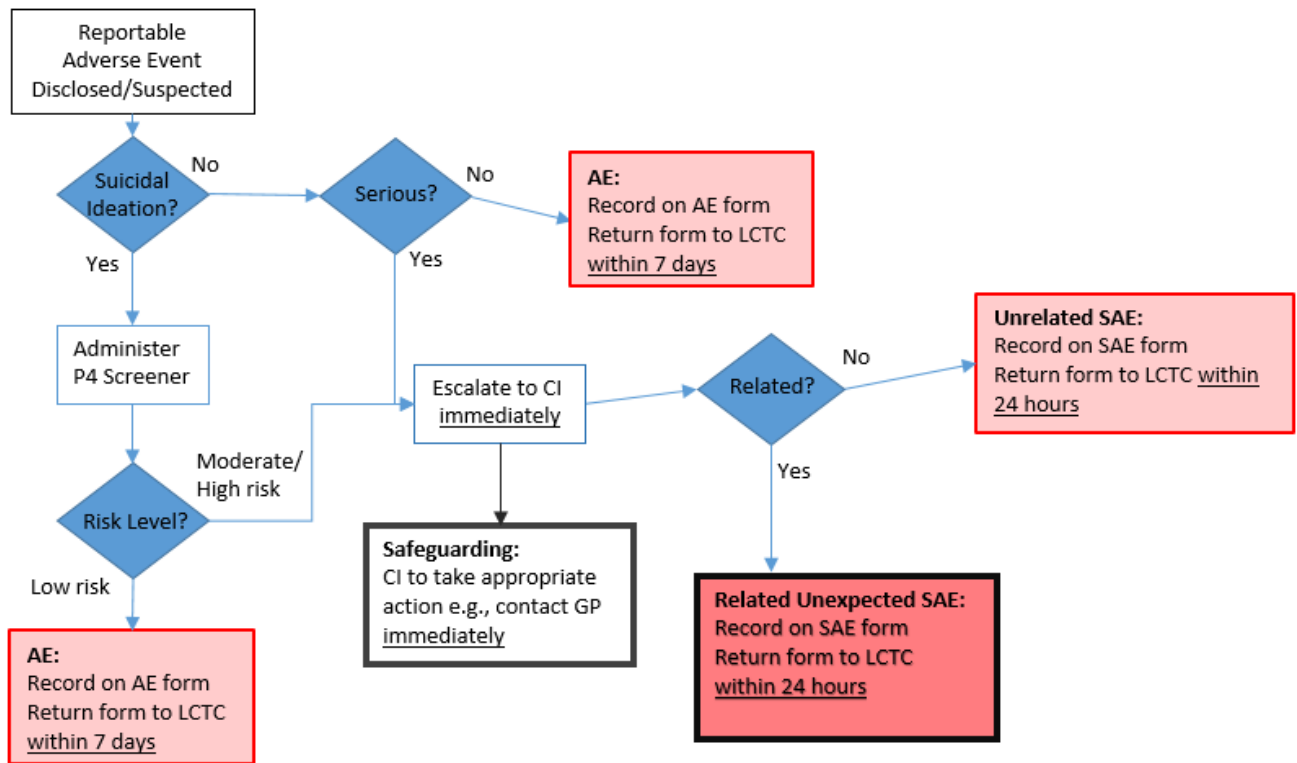 Reportable
Adverse Event
Disclosed/Suspected
Suicidal
Ideation?
No
Yes
Serious?
No
Yes
AE:
Record on AE form
Return form to LCTC
within 7 days
Administer
P4 Screener
Risk Level?
Moderate/
High risk
Low risk
AE:
Record on AE form
Return form to LCTC
within 7 days
Escalate to CI
immediately
Safeguarding:
CI to take appropriate
action e.g., contact GP
immediately
Related?
No
Yes
Unrelated SAE:
Record on SAE form
Return form to LCTC within
24 hours
Related Unexpected SAE:
Record on SAE form
Return form to LCTC
within 24 hours